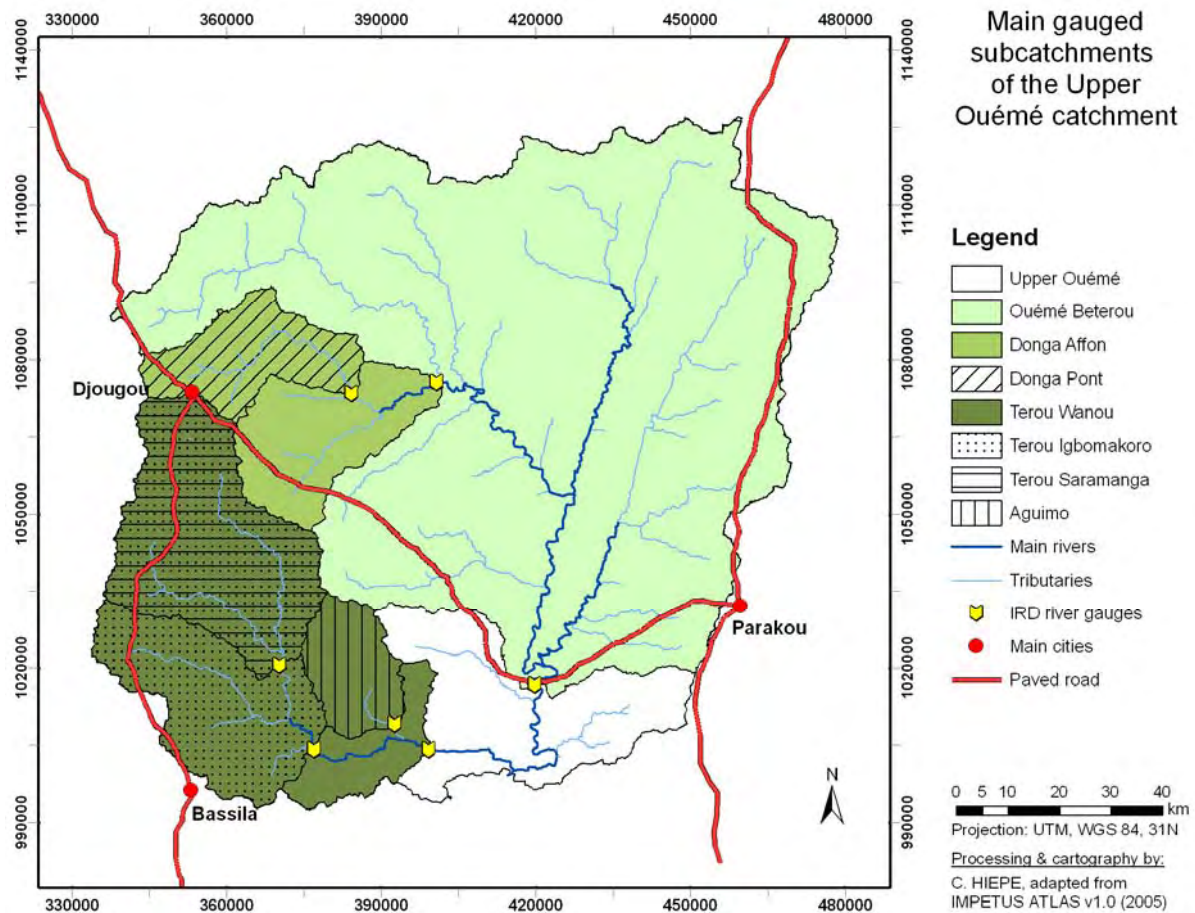 330000 360000 390000 420000 450000 480000
Main gauged
subcatchments
of the Upper
Ouémé catchment
1140000 1140000
1110000 1110000
1080000 1080000
1050000 1050000
1020000 1020000
990000 990000
Djougou
Parakou
Bassila
N
330000 360000 390000 420000 450000 480000
Legend
Upper Ouémé
Ouémé Beterou
Donga Affon
Donga Pont
Terou Wanou
Terou Igbomakoro
Terou Saramanga
Aguimo
Main rivers
Tributaries
IRD river gauges
Main cities
Paved road
0 5 10 20 30 40
km
Projection: UTM, WGS 84, 31N
Processing & cartography by:
C. HIEPE, adapted from
IMPETUS ATLAS v1.0 (2005)